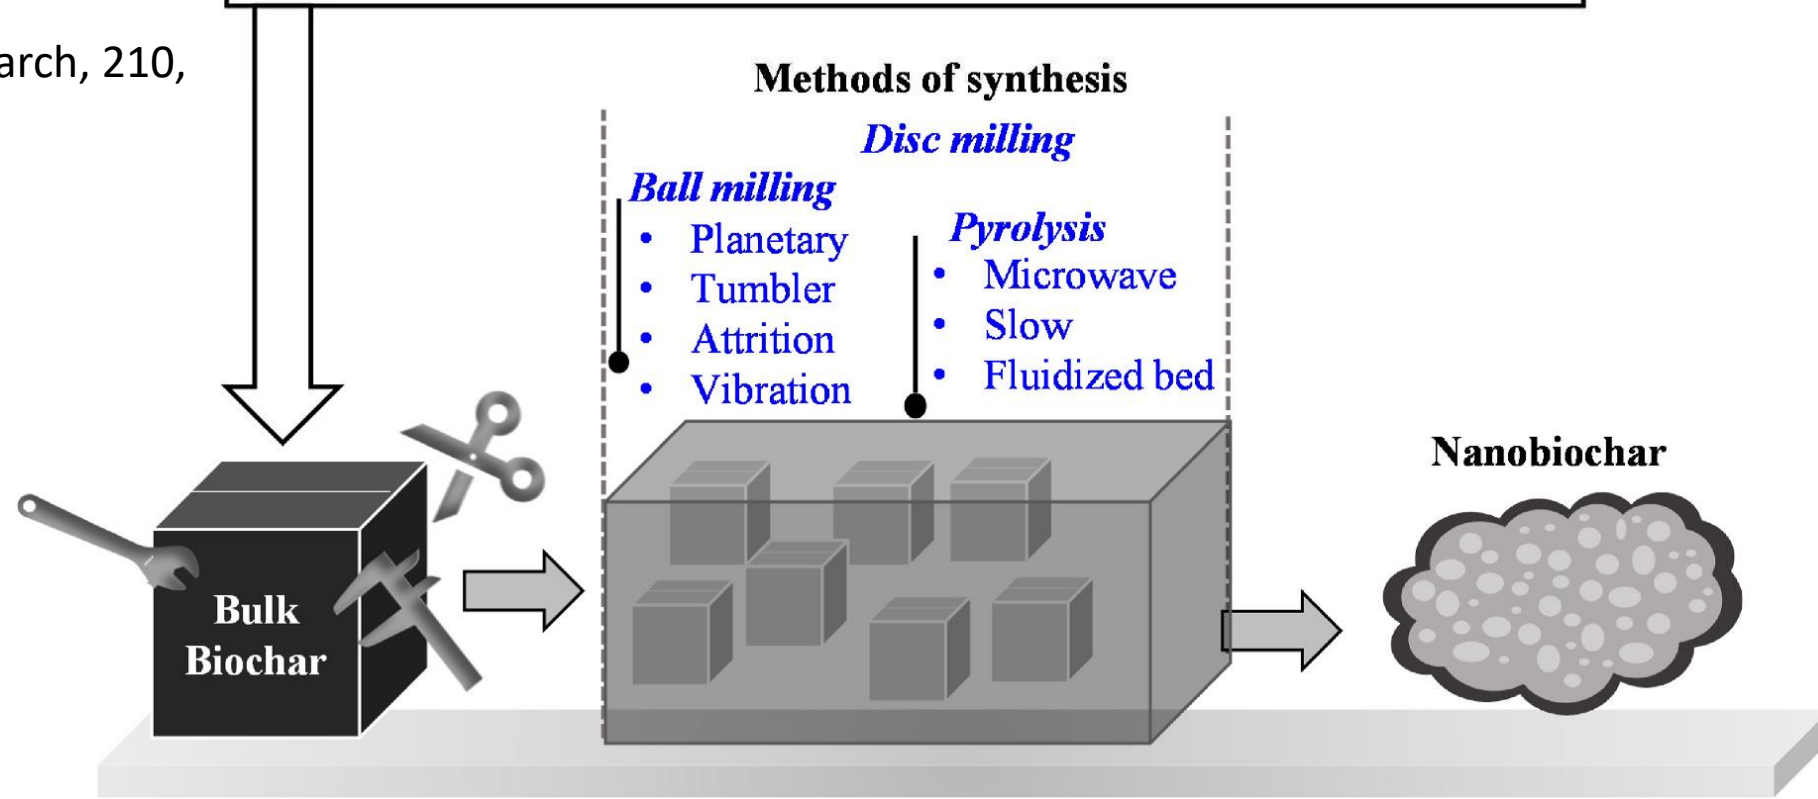 arch, 210,
Methods of synthesis
Disc milling
Ball milling
• Planetary
• Tumbler
• Attrition
• Vibration
Pyrolysis
• Microwave
• Slow
• Fluidized bed
Bulk
Biochar
Nanobiochar